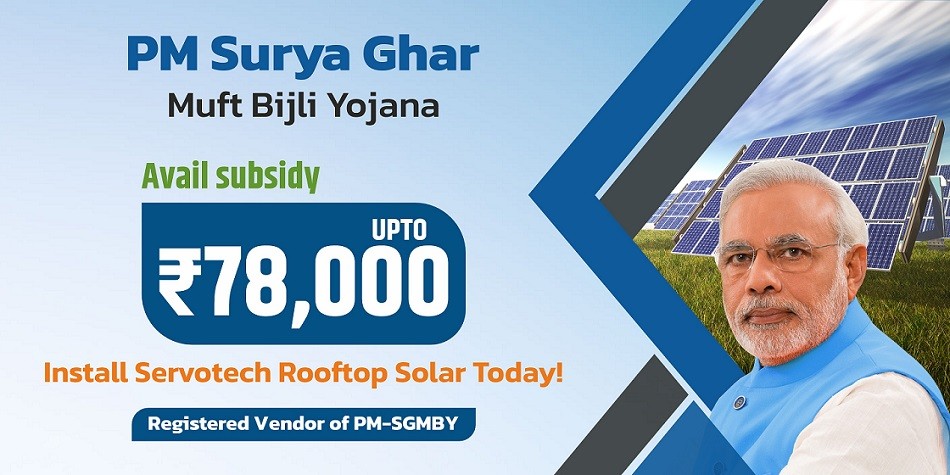 PM Surya Ghar
Muft Bijli Yojana
Avail subsidy
UPTO
₹78,000
Install Servotech Rooftop Solar Today!
Registered Vendor of PM-SGMBY